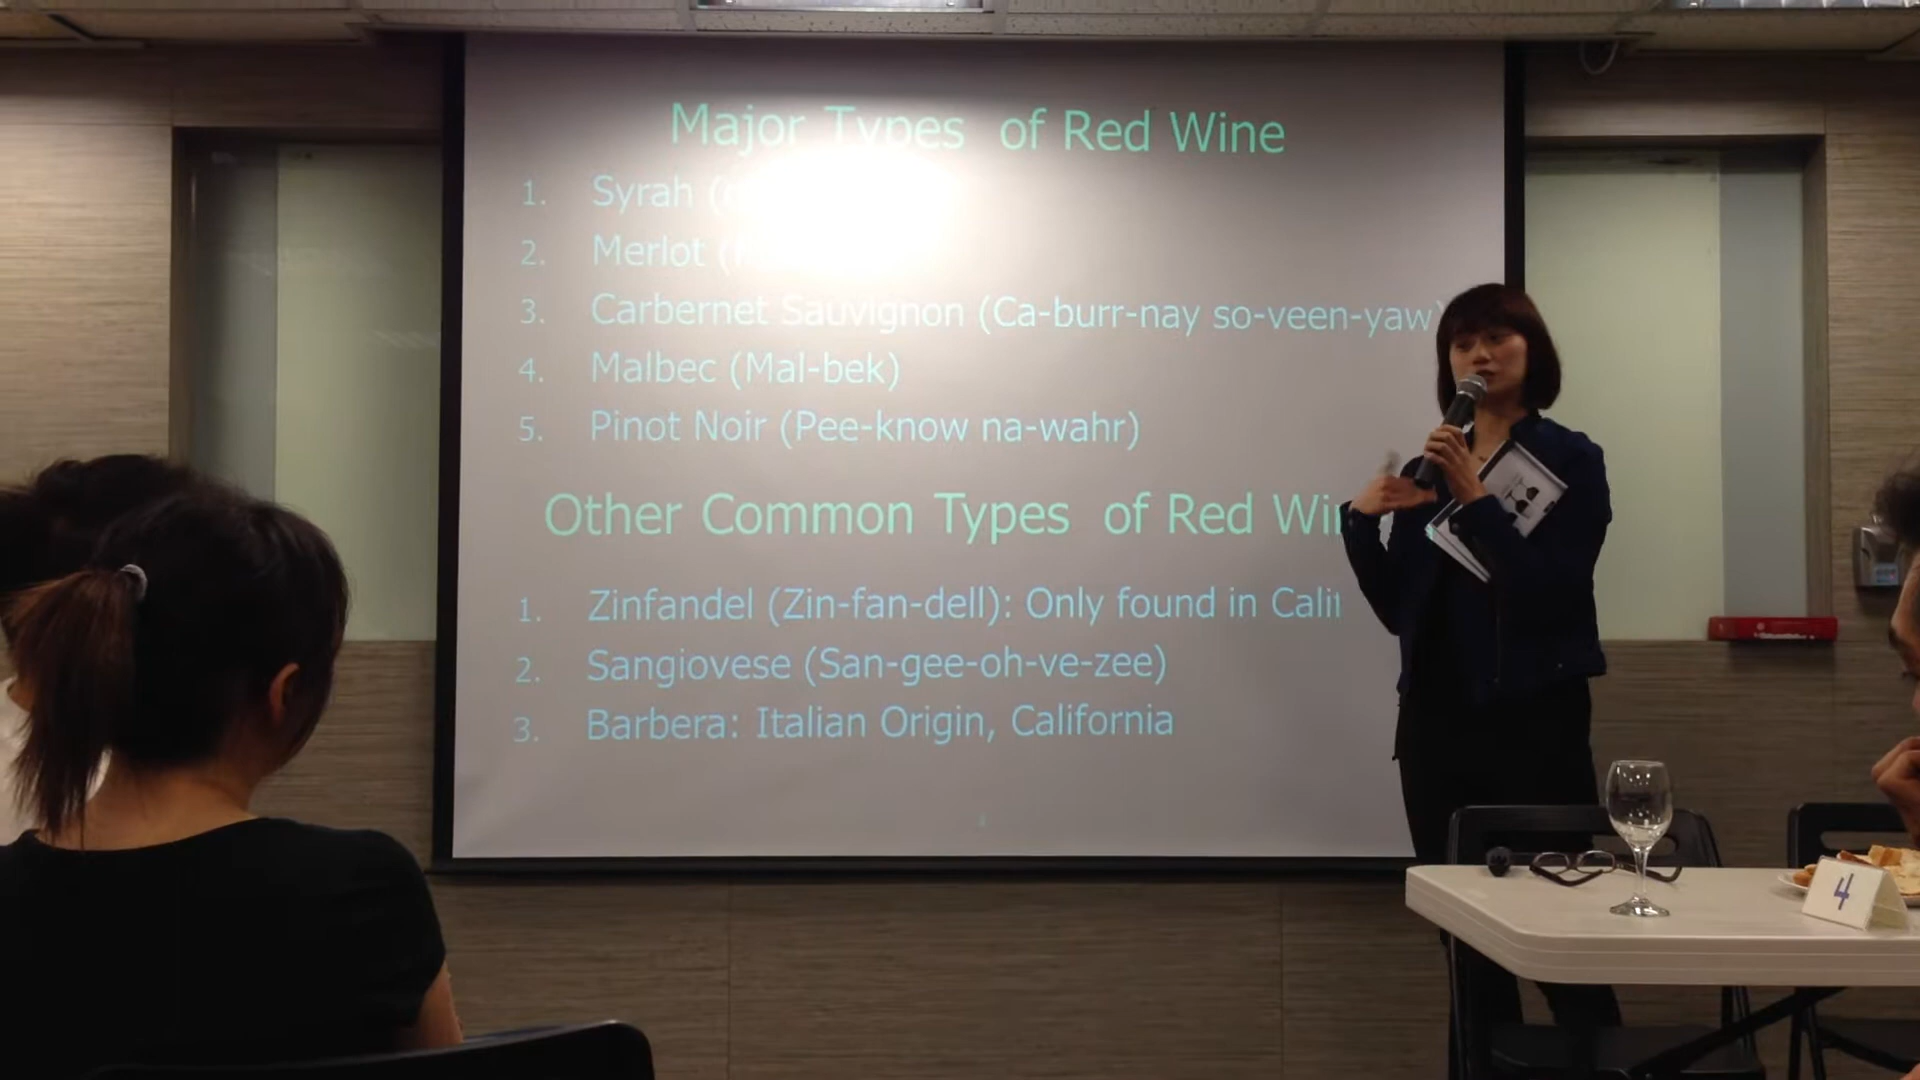 Major Types of Red Wine
1. Syrah (
2. Merlot (
3. Carbernet Sauvignon (Ca-burr-nay so-veen-yaw)
4. Malbec (Mal-bek)
5. Pinot Noir (Pee-know na-wahr)
Other Common Types of Red
1. Zinfandel (Zin-fan-dell): Only found in
2. Sangiovese (San-gee-oh-ve-zee)
3. Barbera: Italian Origin, California
4